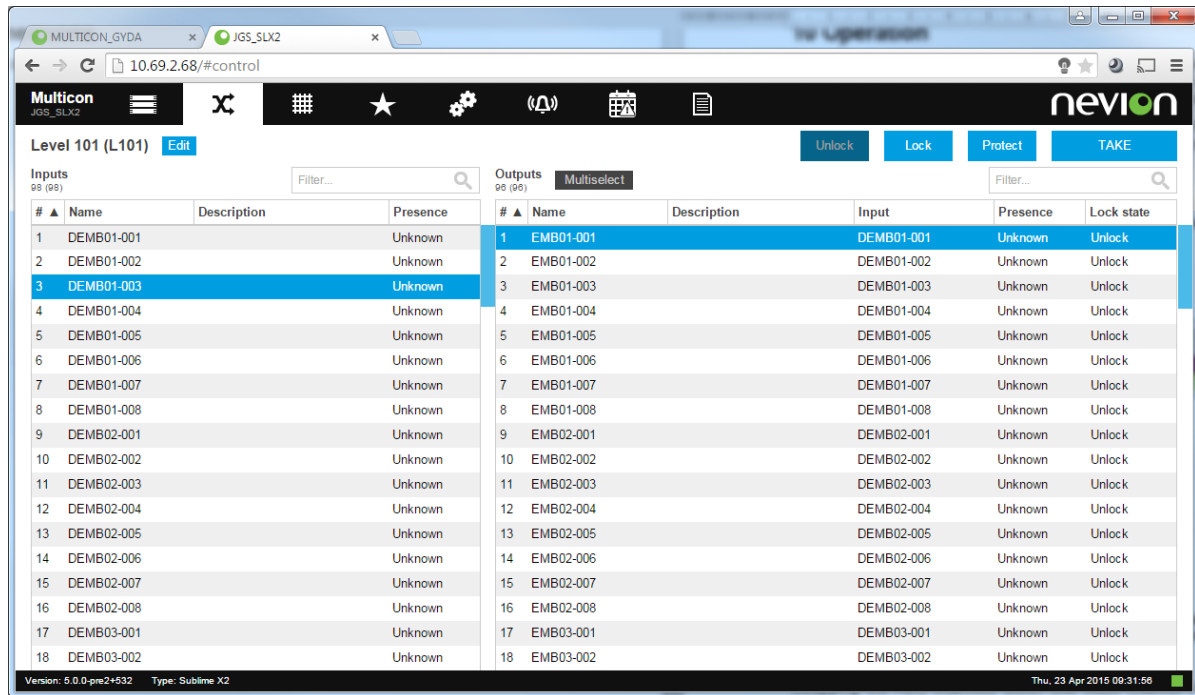 MULTICON_GYDA
JGS_SLX2
10.69.2.68/#control
Multicon
JGS_SLX2
nevion
Level 101 (L101) Edit
Unlock Lock Protect TAKE
Inputs
98 (98)
Filter...
Outputs
96 (96)
Multiselect
Filter...
# ▲ Name Description Presence # ▲ Name Description Input Presence Lock state
1 DEMB01-001 Unknown 1 EMB01-001 DEMB01-001 Unknown Unlock
2 DEMB01-002 Unknown 2 EMB01-002 DEMB01-002 Unknown Unlock
3 DEMB01-003 Unknown 3 EMB01-003 DEMB01-003 Unknown Unlock
4 DEMB01-004 Unknown 4 EMB01-004 DEMB01-004 Unknown Unlock
5 DEMB01-005 Unknown 5 EMB01-005 DEMB01-005 Unknown Unlock
6 DEMB01-006 Unknown 6 EMB01-006 DEMB01-006 Unknown Unlock
7 DEMB01-007 Unknown 7 EMB01-007 DEMB01-007 Unknown Unlock
8 DEMB01-008 Unknown 8 EMB01-008 DEMB01-008 Unknown Unlock
9 DEMB02-001 Unknown 9 EMB02-001 DEMB02-001 Unknown Unlock
10 DEMB02-002 Unknown 10 EMB02-002 DEMB02-002 Unknown Unlock
11 DEMB02-003 Unknown 11 EMB02-003 DEMB02-003 Unknown Unlock
12 DEMB02-004 Unknown 12 EMB02-004 DEMB02-004 Unknown Unlock
13 DEMB02-005 Unknown 13 EMB02-005 DEMB02-005 Unknown Unlock
14 DEMB02-006 Unknown 14 EMB02-006 DEMB02-006 Unknown Unlock
15 DEMB02-007 Unknown 15 EMB02-007 DEMB02-007 Unknown Unlock
16 DEMB02-008 Unknown 16 EMB02-008 DEMB02-008 Unknown Unlock
17 DEMB03-001 Unknown 17 EMB03-001 DEMB03-001 Unknown Unlock
18 DEMB03-002 Unknown 18 EMB03-002 DEMB03-002 Unknown Unlock
Version: 5.0.0-pre2+532 Type: Sublime X2 Thu, 23 Apr 2015 09:31:56